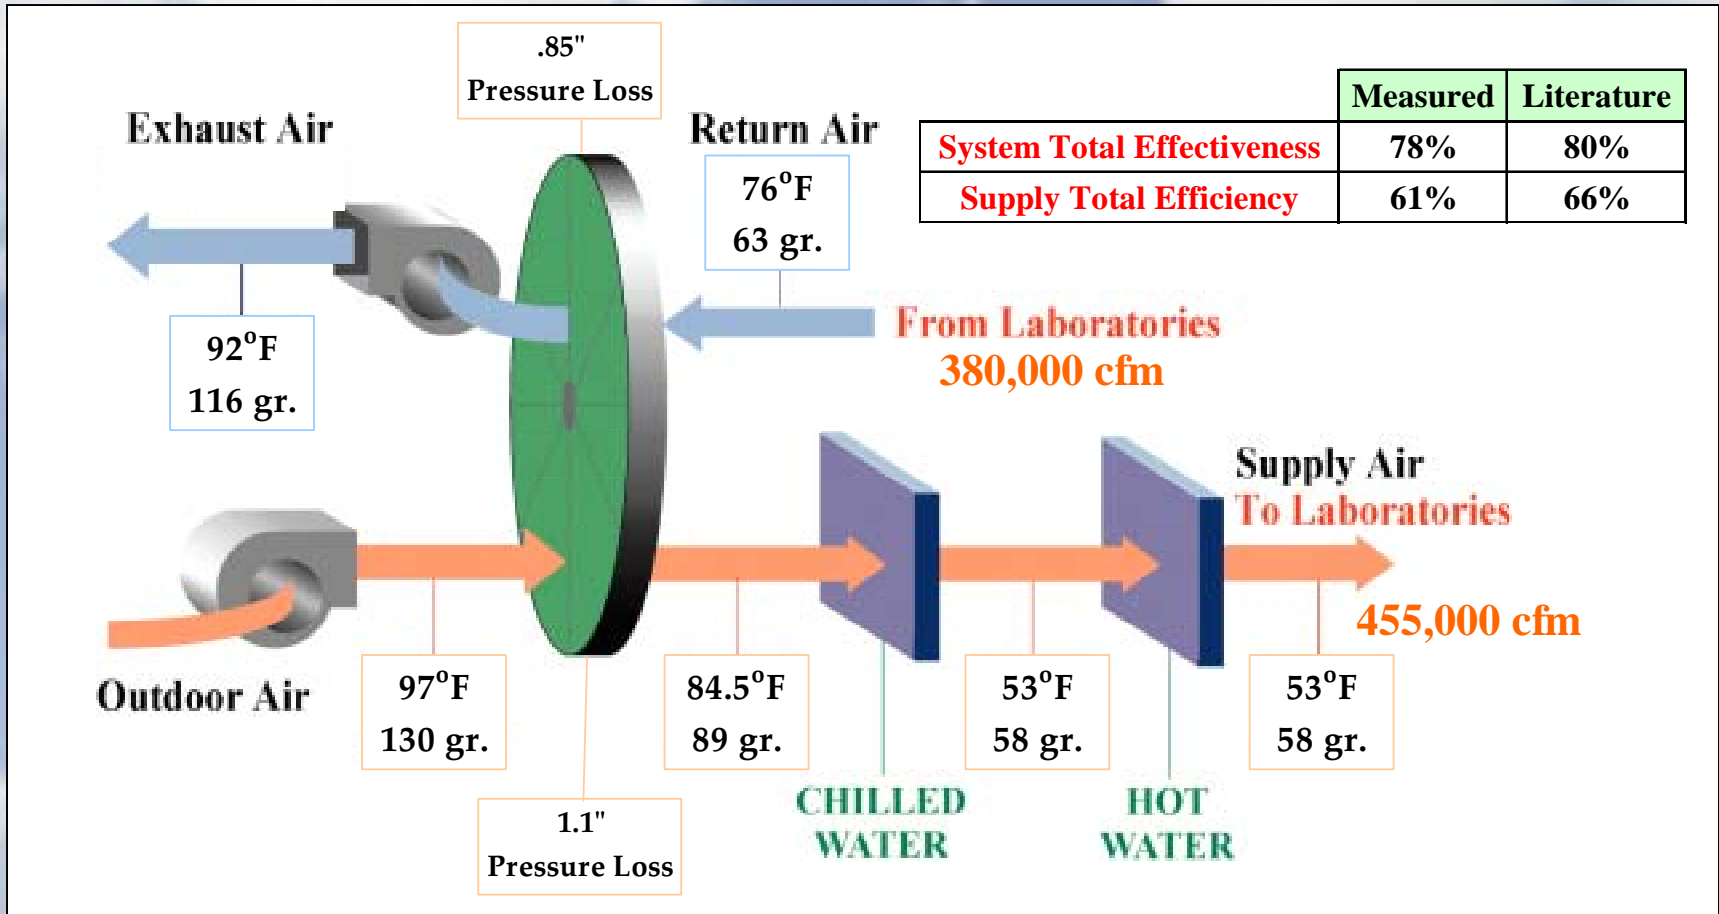 .85"
Pressure Loss
Measured Literature
System Total Effectiveness 78% 80%
Supply Total Efficiency 61% 66%
Exhaust Air
Return Air
76°F
63 gr.
From Laboratories
380,000 cfm
92°F
116 gr.
Supply Air
To Laboratories
455,000 cfm
Outdoor Air
97°F
130 gr.
84.5°F
89 gr.
53°F
58 gr.
53°F
58 gr.
1.1"
Pressure Loss
CHILLED
WATER
HOT
WATER